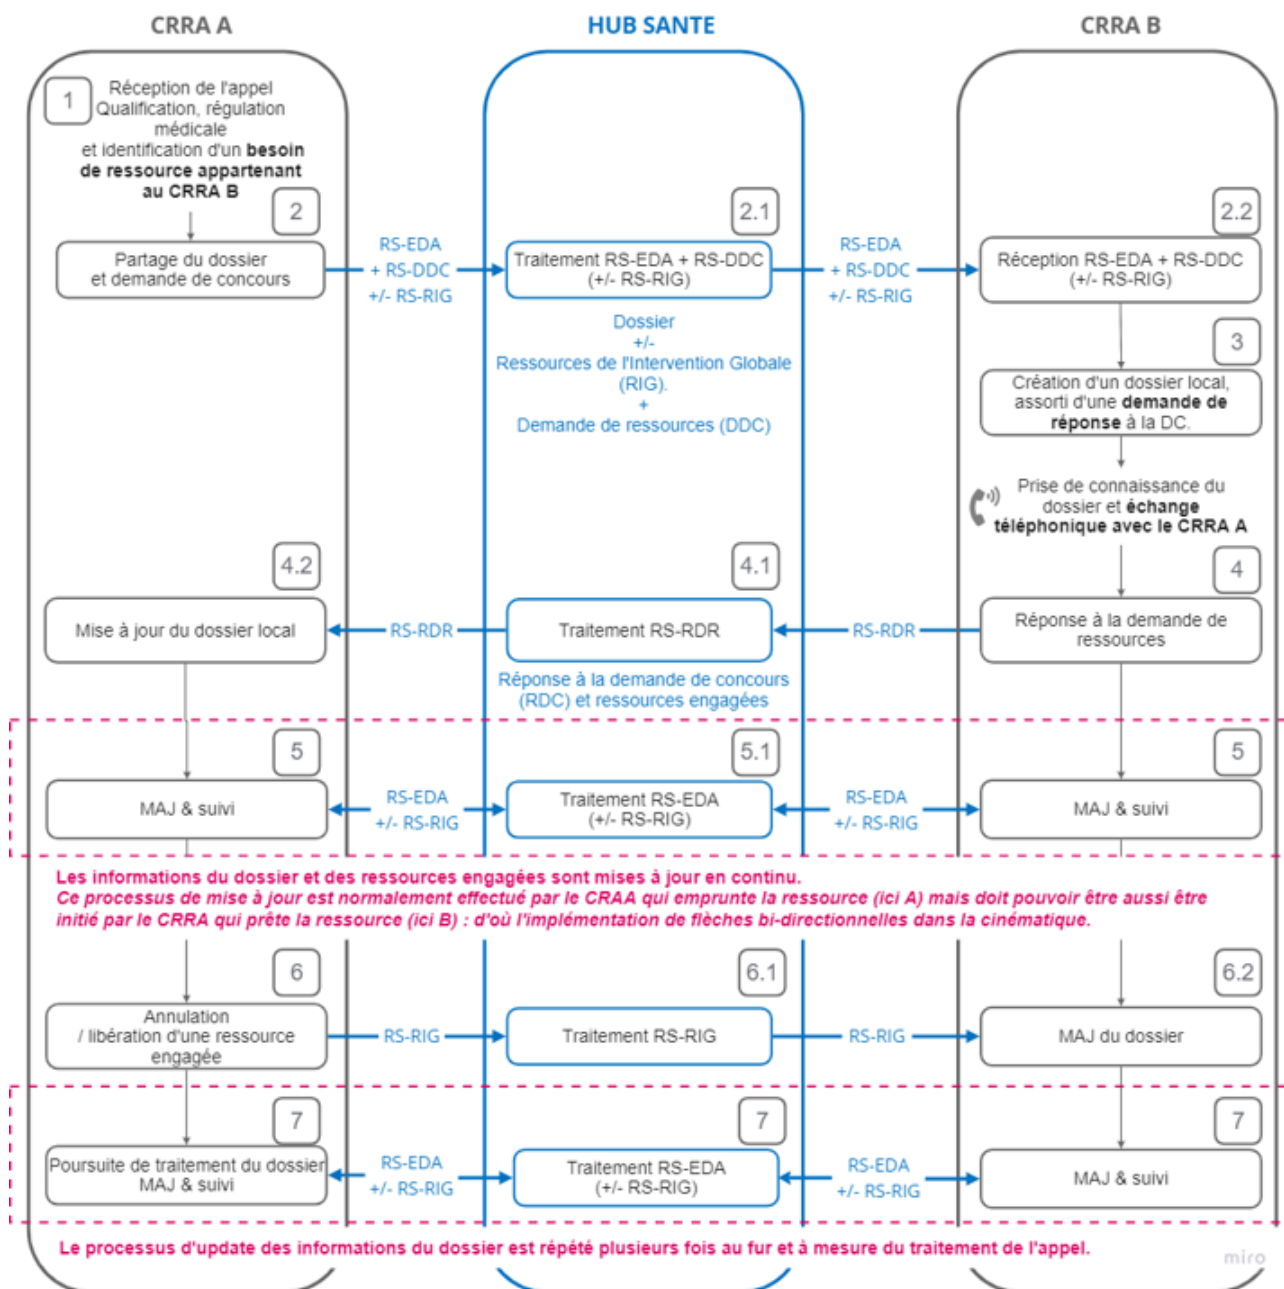 CRRA A
HUB SANTE
CRRA B
1
Réception de l'appel
Qualification, régulation
médicale
et identification d'un besoin
de ressource appartenant
au CRRA B
2
2.1
2.2
Partage du dossier
et demande de concours
RS-EDA
+ RS-DDC
+/- RS-RIG
Traitement RS-EDA + RS-DDC
(+/- RS-RIG)
RS-EDA
+ RS-DDC
+/- RS-RIG
Réception RS-EDA + RS-DDC
(+/- RS-RIG)
Dossier
+/-
Ressources de l'Intervention Globale
(RIG).
+
Demande de ressources (DDC)
3
Création d'un dossier local,
assorti d'une demande de
réponse à la DC.
Prise de connaissance du
dossier et échange
téléphonique avec le CRRA A
4.2
4.1
4
Mise à jour du dossier local
RS-RDR
Traitement RS-RDR
RS-RDR
Réponse à la demande de
ressources
Réponse à la demande de concours
(RDC) et ressources engagées
5
5.1
5
MAJ & suivi
RS-EDA
+/- RS-RIG
Traitement RS-EDA
(+/- RS-RIG)
RS-EDA
+/- RS-RIG
MAJ & suivi
Les informations du dossier et des ressources engagées sont mises à jour en continu.
Ce processus de mise à jour est normalement effectué par le CRAA qui emprunte la ressource (ici A) mais doit pouvoir être aussi être
initié par le CRRA qui prête la ressource (ici B) : d'où l'implémentation de flèches bi-directionnelles dans la cinématique.
6
6.1
6.2
Annulation
/ libération d'une ressource
engagée
RS-RIG
Traitement RS-RIG
RS-RIG
MAJ du dossier
7
7
7
Poursuite de traitement du dossier
MAJ & suivi
RS-EDA
+/- RS-RIG
Traitement RS-EDA
(+/- RS-RIG)
RS-EDA
+/- RS-RIG
MAJ & suivi
Le processus d'update des informations du dossier est répété plusieurs fois au fur et à mesure du traitement de l'appel.
miro